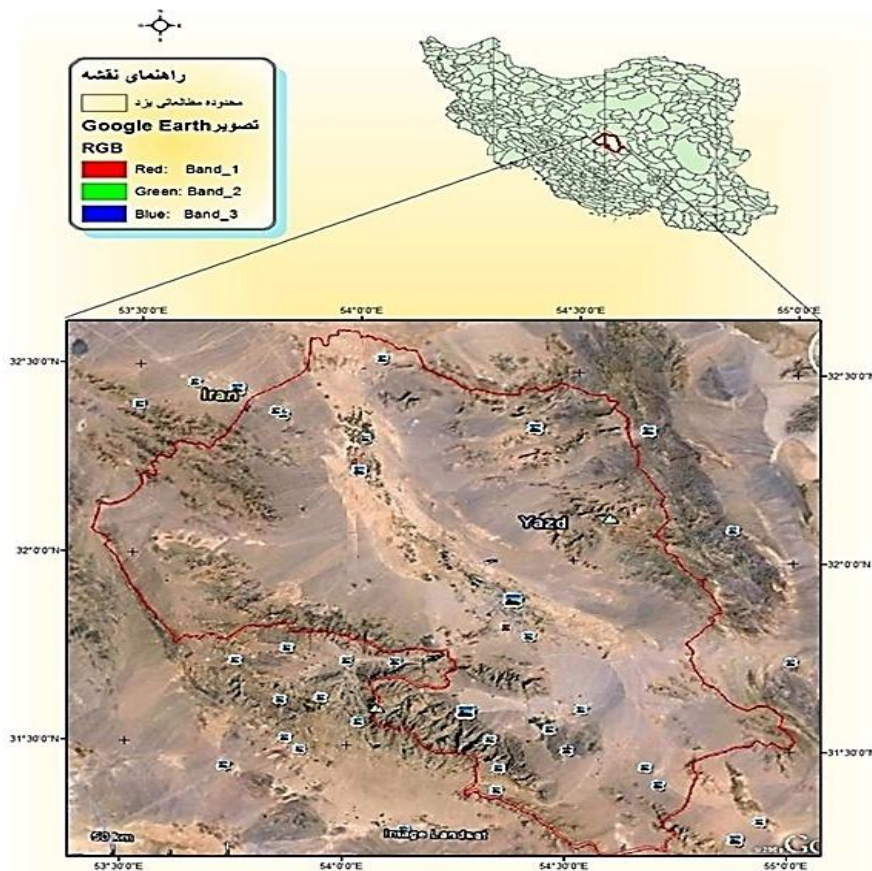 راهنمای نقشه
محدوده مطالعاتی یزد
تصویر Google Earth
RGB
Red: Band_1
Green: Band_2
Blue: Band_3
53°30'0"E 54°0'0"E 54°30'0"E 55°0'0"E
32°30'0"N 32°30'0"N
Iran
Yazd
32°0'0"N 32°0'0"N
31°30'0"N 31°30'0"N
50 km
Image Landsat
53°30'0"E 54°0'0"E 54°30'0"E 55°0'0"E